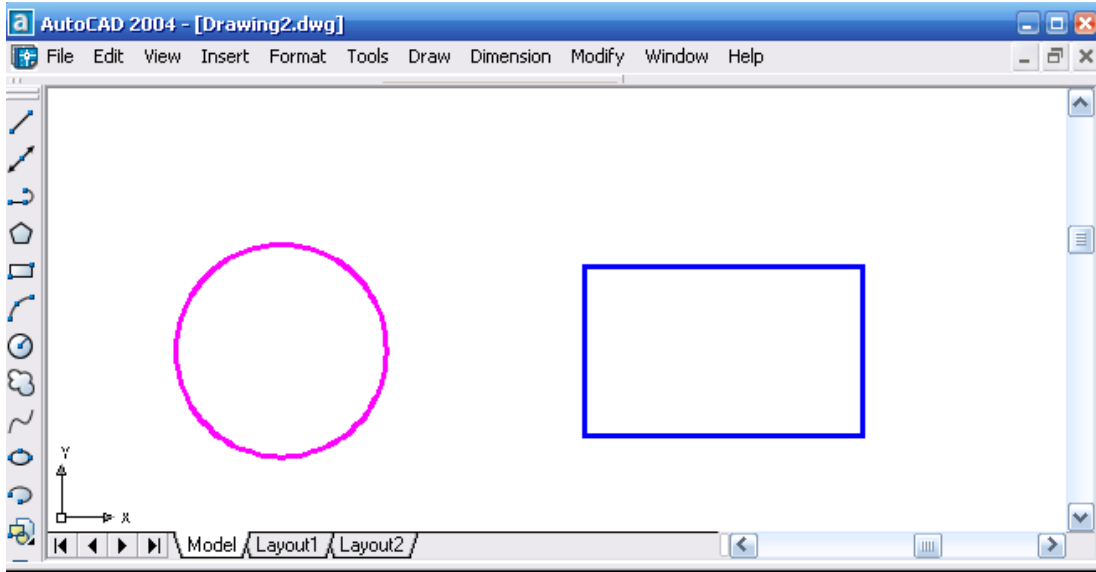 a AutoCAD 2004 - [Drawing2.dwg]
File Edit View Insert Format Tools Draw Dimension Modify Window Help
Y
X
Model Layout1 Layout2